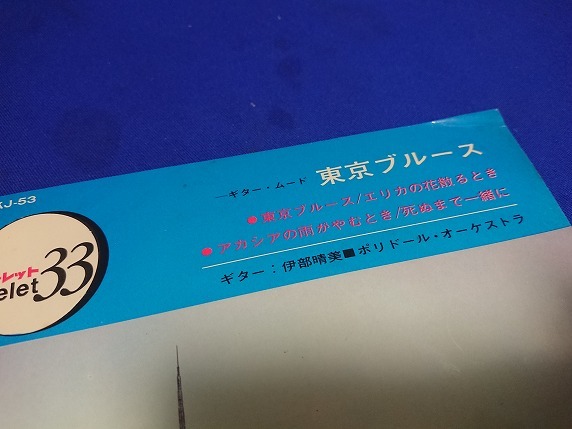 KJ-53
—ギター・ムード 東京ブルース
●東京ブルース/エリカの花散るとき
●アカシアの雨がやむとき/死ぬまで一緒に
ギター:伊部晴美■ポリドール・オーケストラ
レット
elet 33